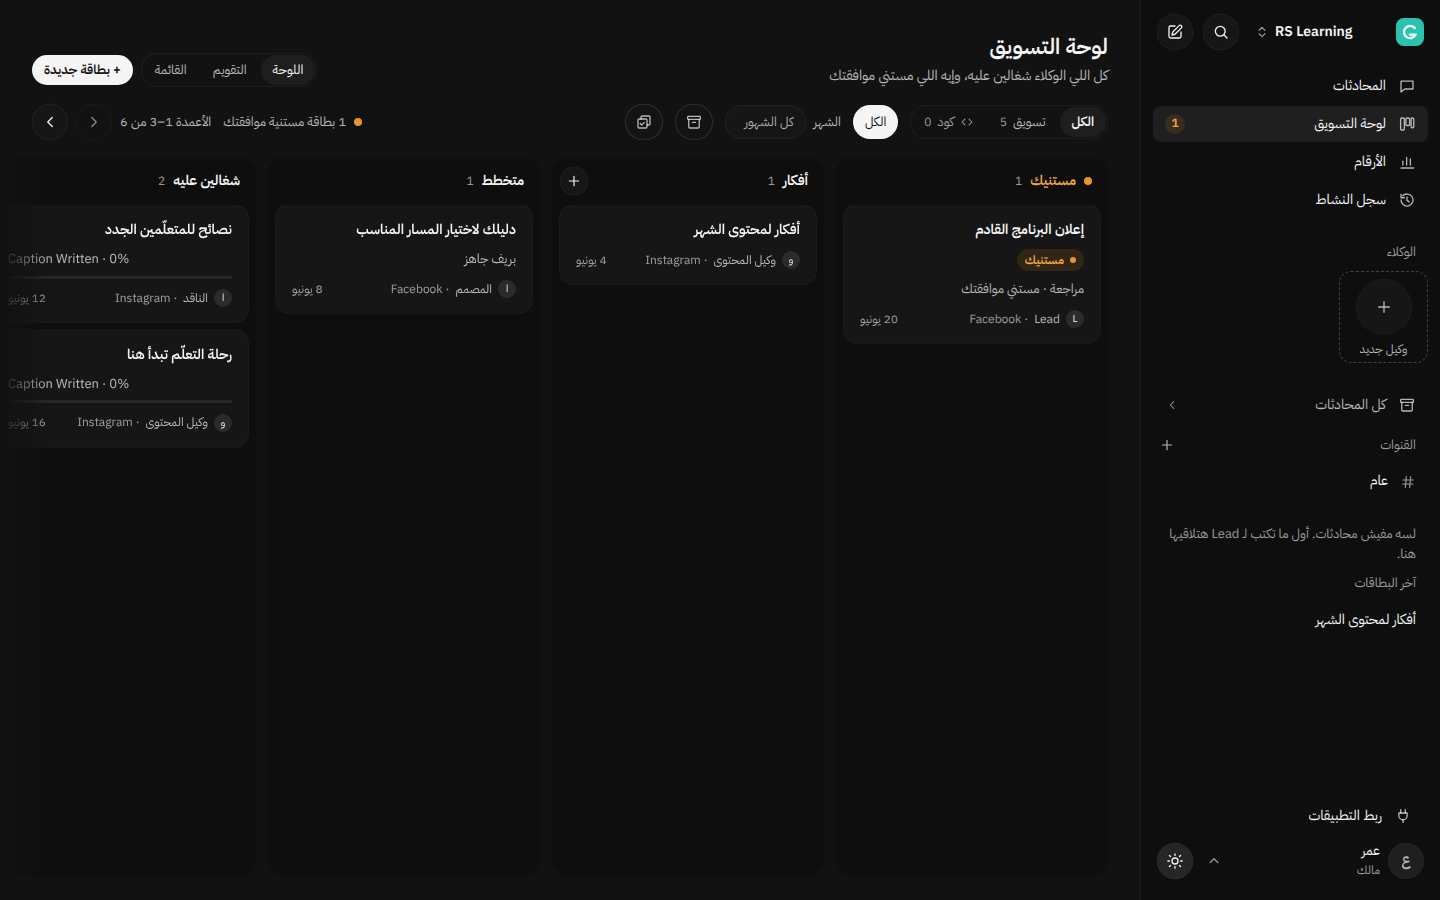 RS Learning
المحادثات
لوحة التسويق 1
الأرقام
سجل النشاط
الوكلاء
وكيل جديد
كل المحادثات
القنوات
عام
لسه مفيش محادثات. أول ما تكتب لـ Lead هتلاقيها
هنا.
آخر البطاقات
أفكار لمحتوى الشهر
ربط التطبيقات
ع
عمر
مالك
لوحة التسويق
كل اللي الوكلاء شغالين عليه، وإيه اللي مستني موافقتك
اللوحة التقويم القائمة
+ بطاقة جديدة
الكل تسويق 5 كود 0
الكل الشهر كل الشهور
1 بطاقة مستنية موافقتك الأعمدة 1–3 من 6
مستنيك 1
إعلان البرنامج القادم
مستنيك
مراجعة · مستني موافقتك
L Lead · Facebook 20 يونيو
أفكار 1
أفكار لمحتوى الشهر
و وكيل المحتوى · Instagram 4 يونيو
متخطط 1
دليلك لاختيار المسار المناسب
بريف جاهز
ا المصمم · Facebook 8 يونيو
شغالين عليه 2
نصائح للمتعلّمين الجدد
Caption Written · 0%
ا الناقد · Instagram 12 يونيو
رحلة التعلّم تبدأ هنا
Caption Written · 0%
و وكيل المحتوى · Instagram 16 يونيو